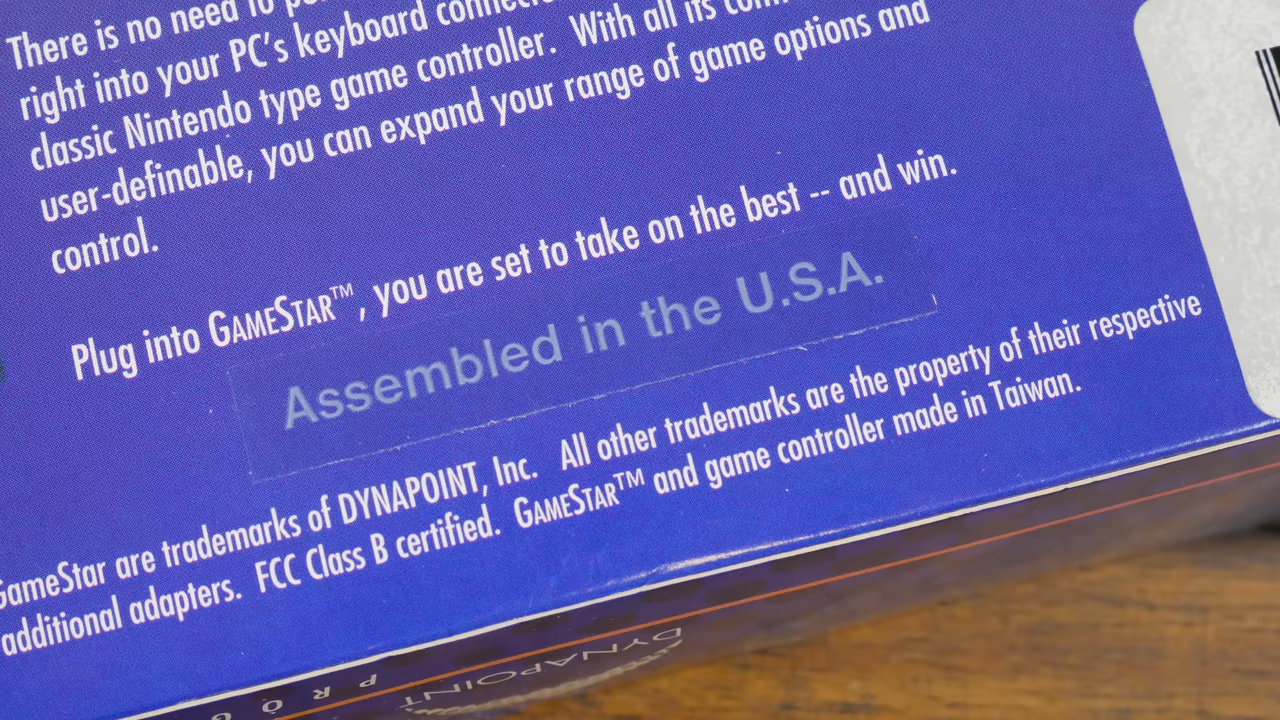 There is no need to
right into your PC's keyboard
classic Nintendo type game controller. With all its
user-definable, you can expand your range of game options and
control.
Plug into GAMESTAR™, you are set to take on the best -- and win.
Assembled in the U.S.A.
GameStar are trademarks of DYNAPOINT, Inc. All other trademarks are the property of their respective
additional adapters. FCC Class B certified. GAMESTAR™ and game controller made in Taiwan.
DYNAPOINT